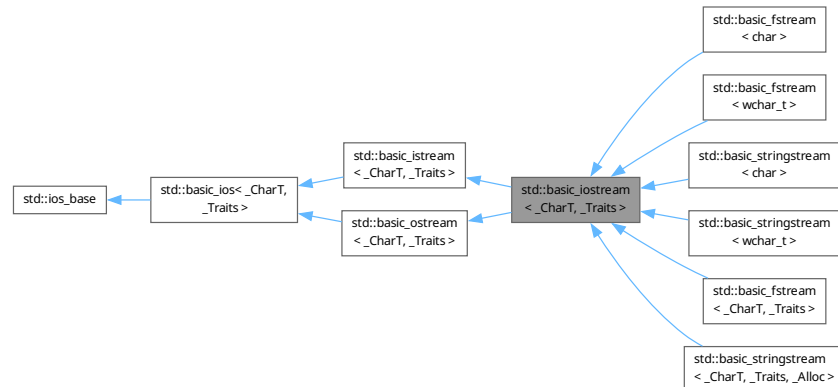 std::ios_base
std::basic_ios< _CharT,
_Traits >
std::basic_istream
< _CharT, _Traits >
std::basic_ostream
< _CharT, _Traits >
std::basic_iostream
< _CharT, _Traits >
std::basic_fstream
< char >
std::basic_fstream
< wchar_t >
std::basic_stringstream
< char >
std::basic_stringstream
< wchar_t >
std::basic_fstream
< _CharT, _Traits >
std::basic_stringstream
< _CharT, _Traits, _Alloc >